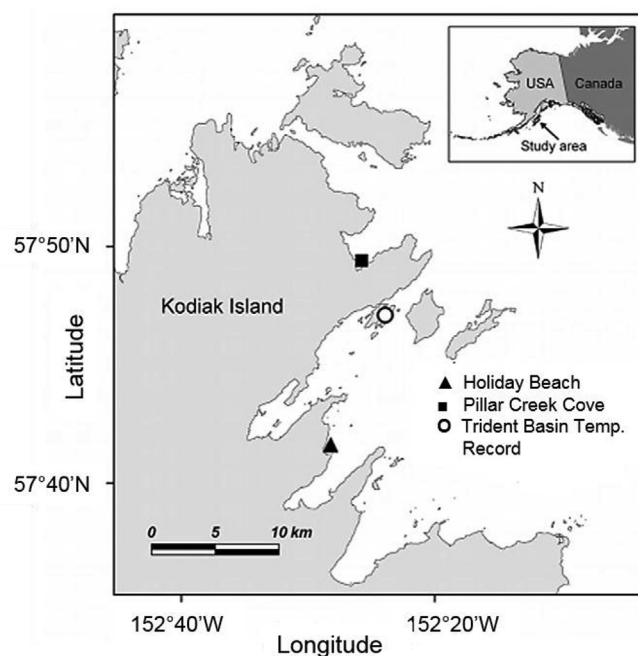 USA
Canada
Study area
N
57°50'N
Kodiak Island
Latitude
Holiday Beach
Pillar Creek Cove
Trident Basin Temp.
Record
57°40'N
0 5 10 km
152°40'W
152°20'W
Longitude